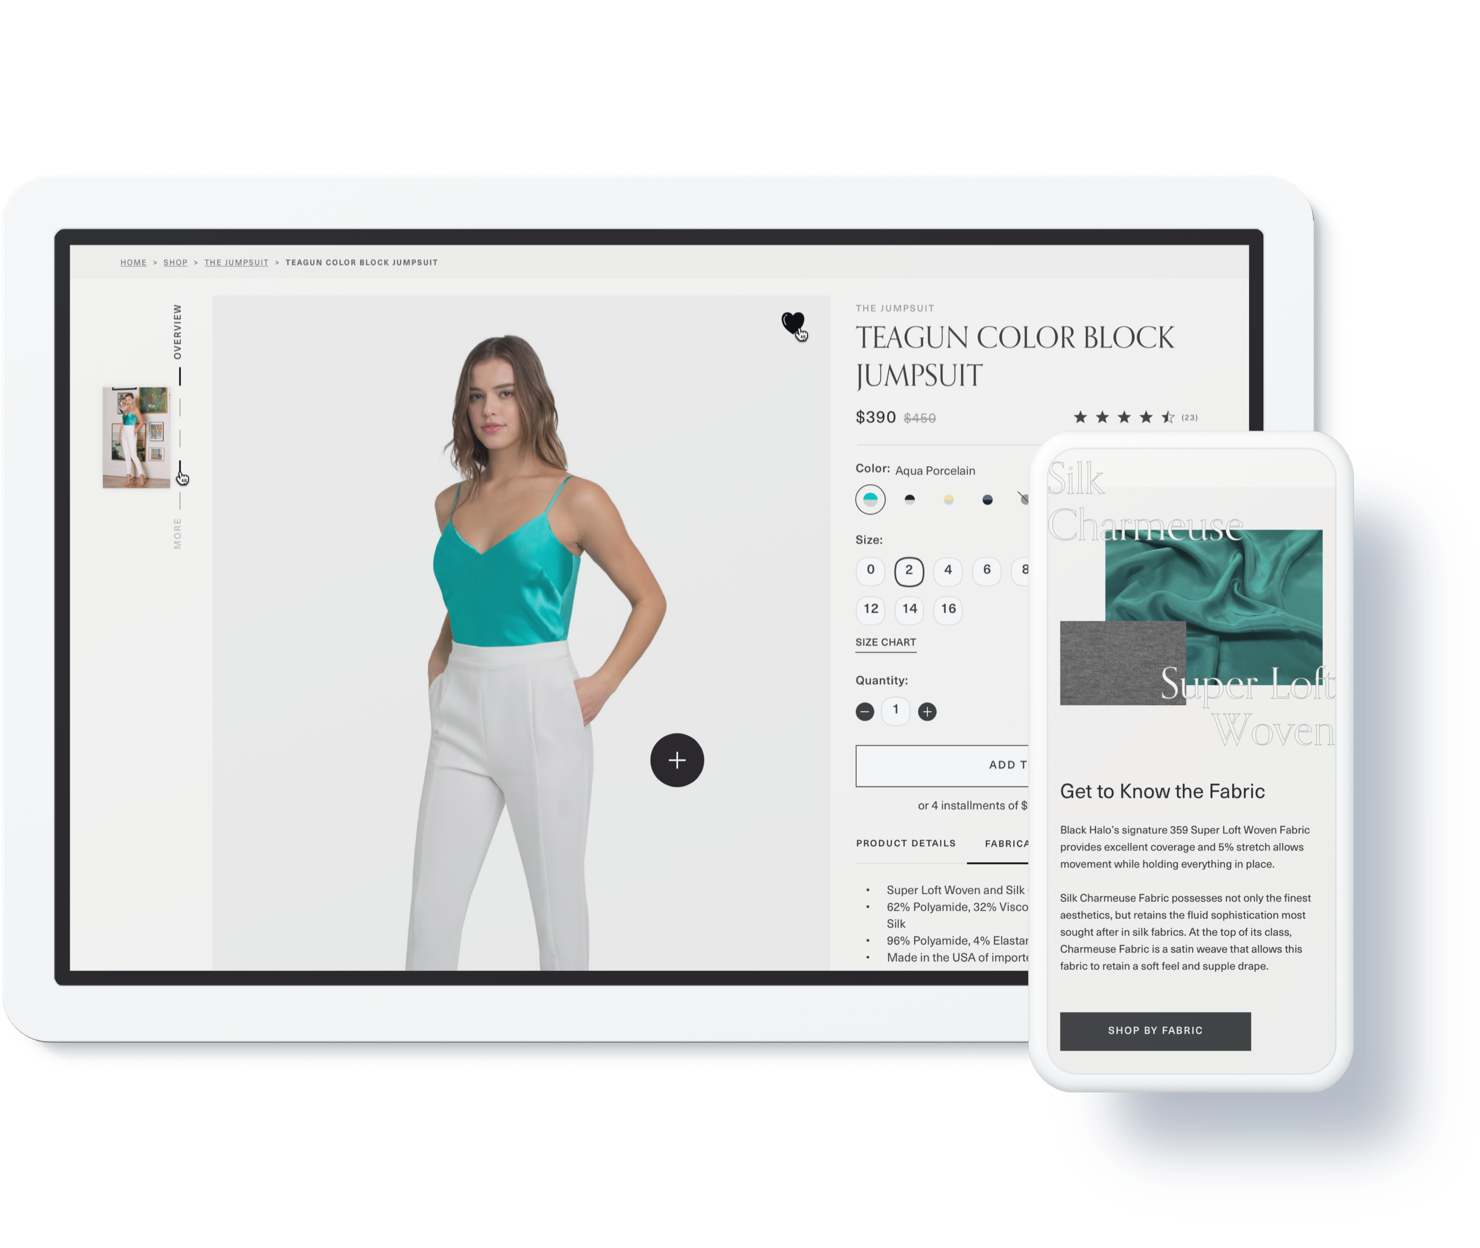 HOME > SHOP > THE JUMPSUIT > TEAGUN COLOR BLOCK JUMPSUIT
OVERVIEW
MORE
THE JUMPSUIT
TEAGUN COLOR BLOCK
JUMPSUIT
$390 $450 (23)
Color: Aqua Porcelain
Size:
0 2 4 6 8
12 14 16
SIZE CHART
Quantity:
1
ADD T
or 4 installments of $
PRODUCT DETAILS FABRICA
• Super Loft Woven and Silk
• 62% Polyamide, 32% Visco
Silk
• 96% Polyamide, 4% Elastan
• Made in the USA of importe
Silk
Charmeuse
Super Loft
Woven
Get to Know the Fabric
Black Halo's signature 359 Super Loft Woven Fabric
provides excellent coverage and 5% stretch allows
movement while holding everything in place.
Silk Charmeuse Fabric possesses not only the finest
aesthetics, but retains the fluid sophistication most
sought after in silk fabrics. At the top of its class,
Charmeuse Fabric is a satin weave that allows this
fabric to retain a soft feel and supple drape.
SHOP BY FABRIC